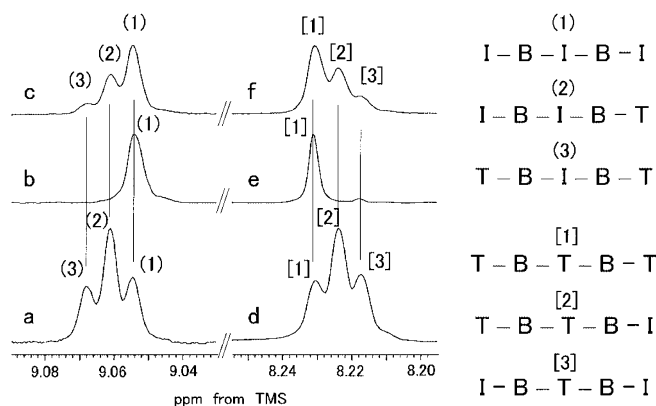 (1)
(2)
(3)
c
[1]
[2]
[3]
f
(1)
b
[1]
e
(2)
(3)
(1)
a
[2]
[1]
[3]
d
9.08 9.06 9.04 8.24 8.22 8.20
ppm from TMS
(1)
I – B – I – B – I
(2)
I – B – I – B – T
(3)
T – B – I – B – T
[1]
T – B – T – B – T
[2]
T – B – T – B – I
[3]
I – B – T – B – I